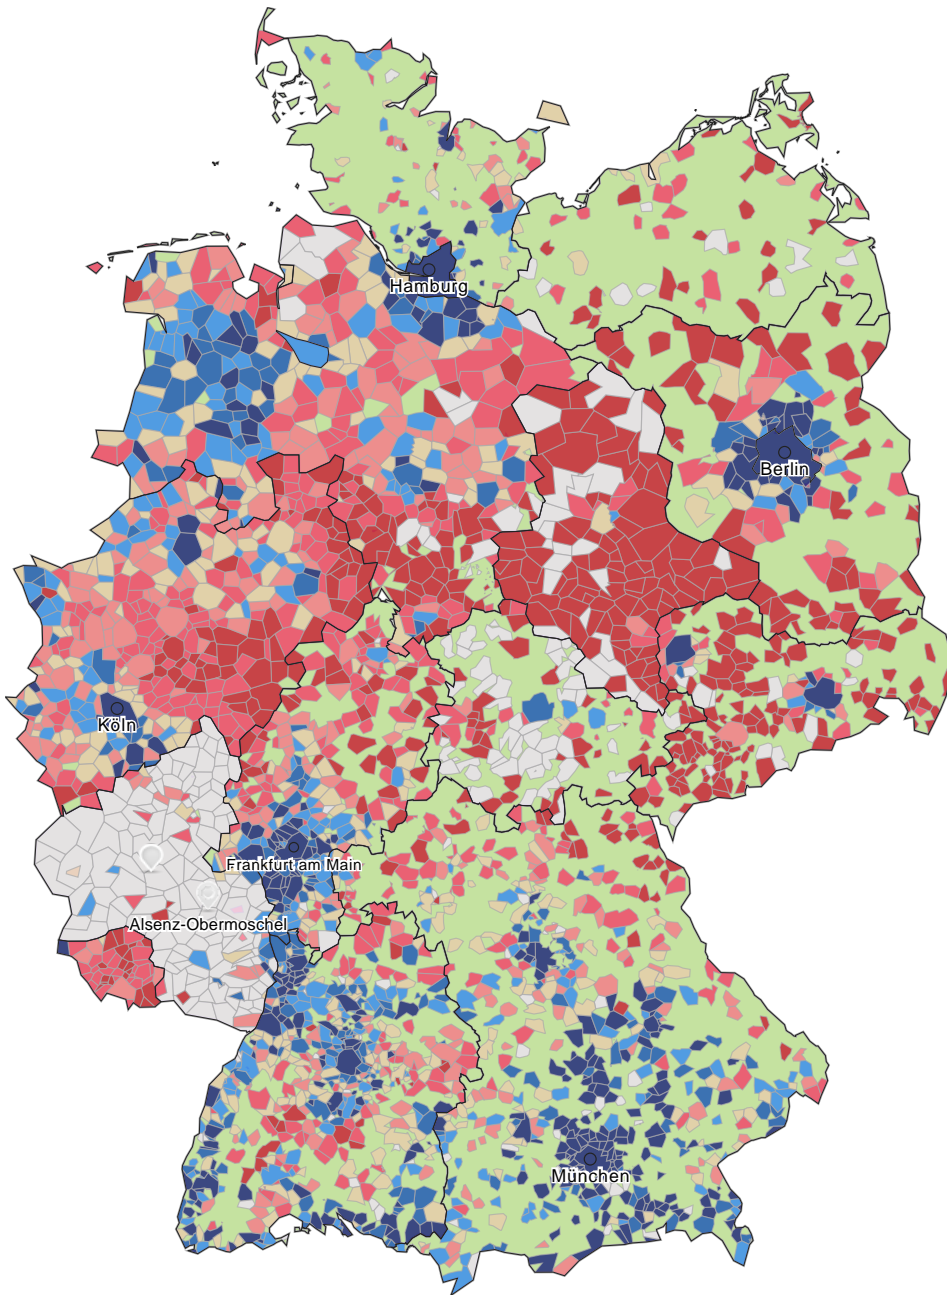 Hamburg
Berlin
Köln
Frankfurt am Main
Alsenz-Obermoschel
München